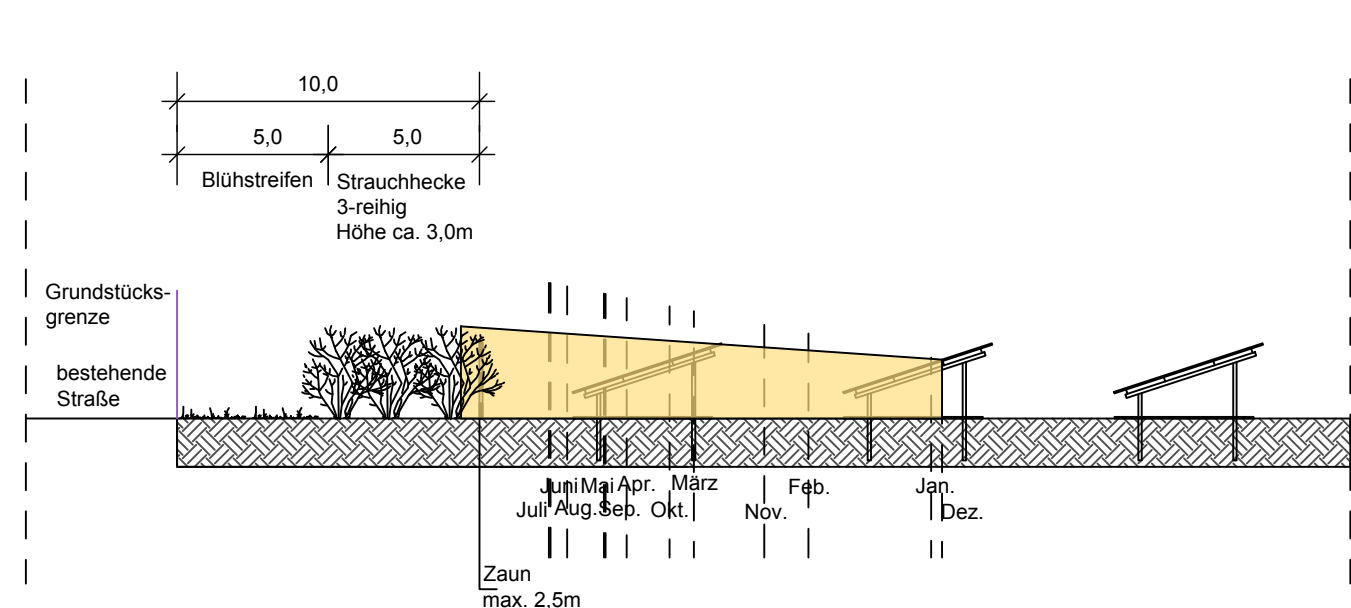 10,0
5,0 5,0
Blühstreifen
Strauchhecke
3-reihig
Höhe ca. 3,0m
Grundstücks-
grenze
bestehende
Straße
Juni Mai Apr. März Feb. Jan.
Juli Aug. Sep. Okt. Nov. Dez.
Zaun
max. 2,5m